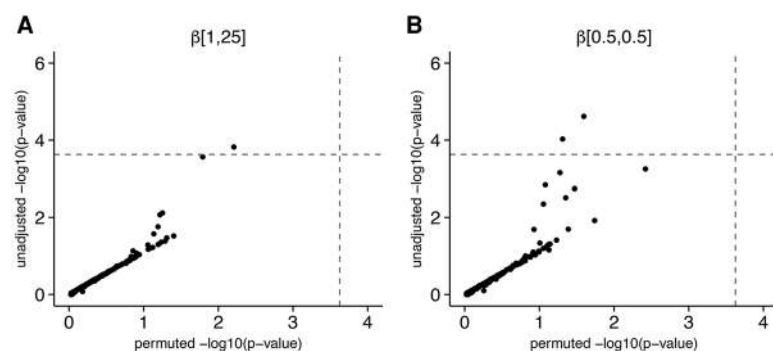 A
β[1,25]
unadjusted −log10(p−value)
6
4
2
0
0 1 2 3 4
permuted −log10(p−value)
B
β[0.5,0.5]
unadjusted −log10(p−value)
6
4
2
0
0 1 2 3 4
permuted −log10(p−value)